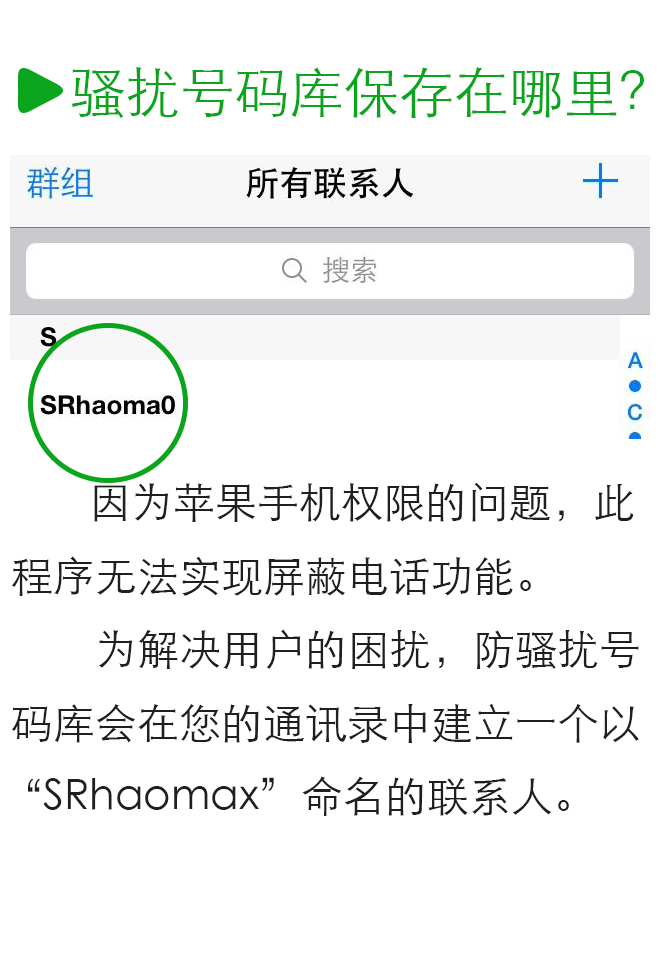 骚扰号码库保存在哪里?
群组 所有联系人
搜索
S
SRhaoma0
A
C
因为苹果手机权限的问题，此
程序无法实现屏蔽电话功能。
为解决用户的困扰，防骚扰号
码库会在您的通讯录中建立一个以
“SRhaomax”命名的联系人。